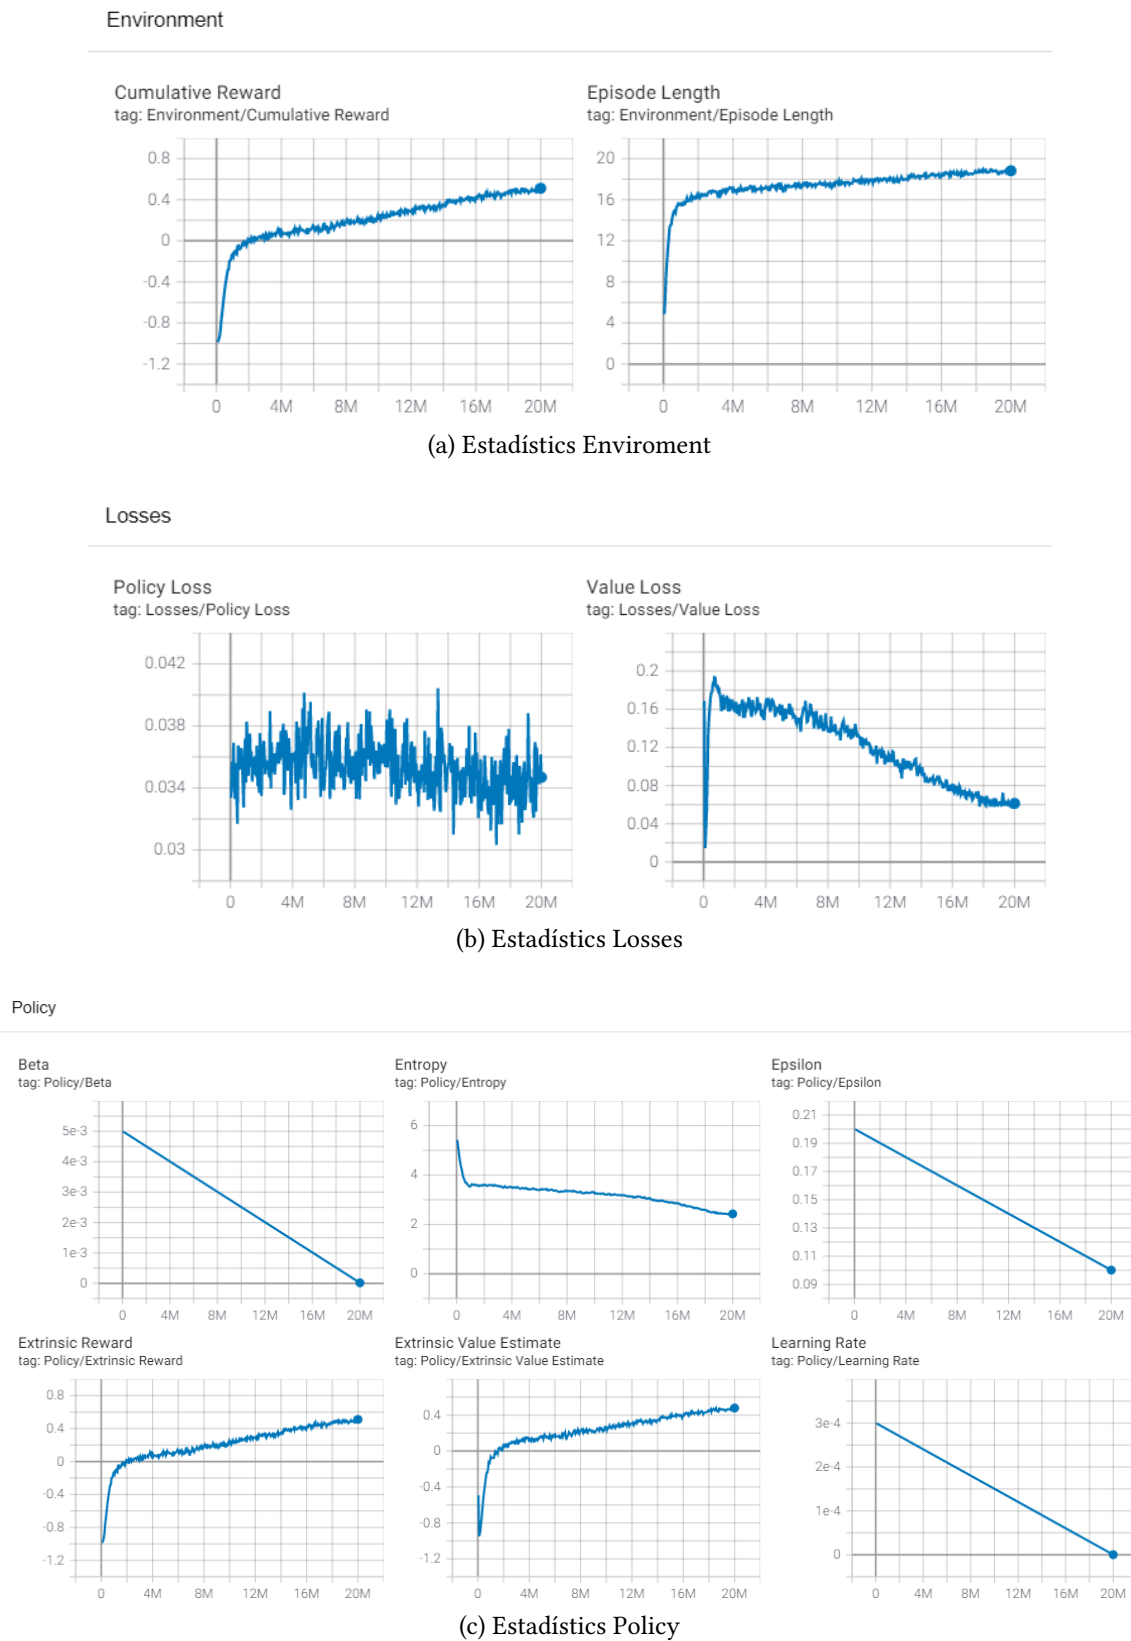 Environment
Cumulative Reward
tag: Environment/Cumulative Reward
0.8
0.4
0
-0.4
-0.8
-1.2
0 4M 8M 12M 16M 20M
Episode Length
tag: Environment/Episode Length
20
16
12
8
4
0
0 4M 8M 12M 16M 20M
(a) Estadístics Enviroment
Losses
Policy Loss
tag: Losses/Policy Loss
0.042
0.038
0.034
0.03
0 4M 8M 12M 16M 20M
Value Loss
tag: Losses/Value Loss
0.2
0.16
0.12
0.08
0.04
0
0 4M 8M 12M 16M 20M
(b) Estadístics Losses
Policy
Beta
tag: Policy/Beta
5e-3
4e-3
3e-3
2e-3
1e-3
0
0 4M 8M 12M 16M 20M
Entropy
tag: Policy/Entropy
6
4
2
0
0 4M 8M 12M 16M 20M
Epsilon
tag: Policy/Epsilon
0.21
0.19
0.17
0.15
0.13
0.11
0.09
0 4M 8M 12M 16M 20M
Extrinsic Reward
tag: Policy/Extrinsic Reward
0.8
0.4
0
-0.4
-0.8
-1.2
0 4M 8M 12M 16M 20M
Extrinsic Value Estimate
tag: Policy/Extrinsic Value Estimate
0.4
0
-0.4
-0.8
-1.2
0 4M 8M 12M 16M 20M
Learning Rate
tag: Policy/Learning Rate
3e-4
2e-4
1e-4
0
0 4M 8M 12M 16M 20M
(c) Estadístics Policy